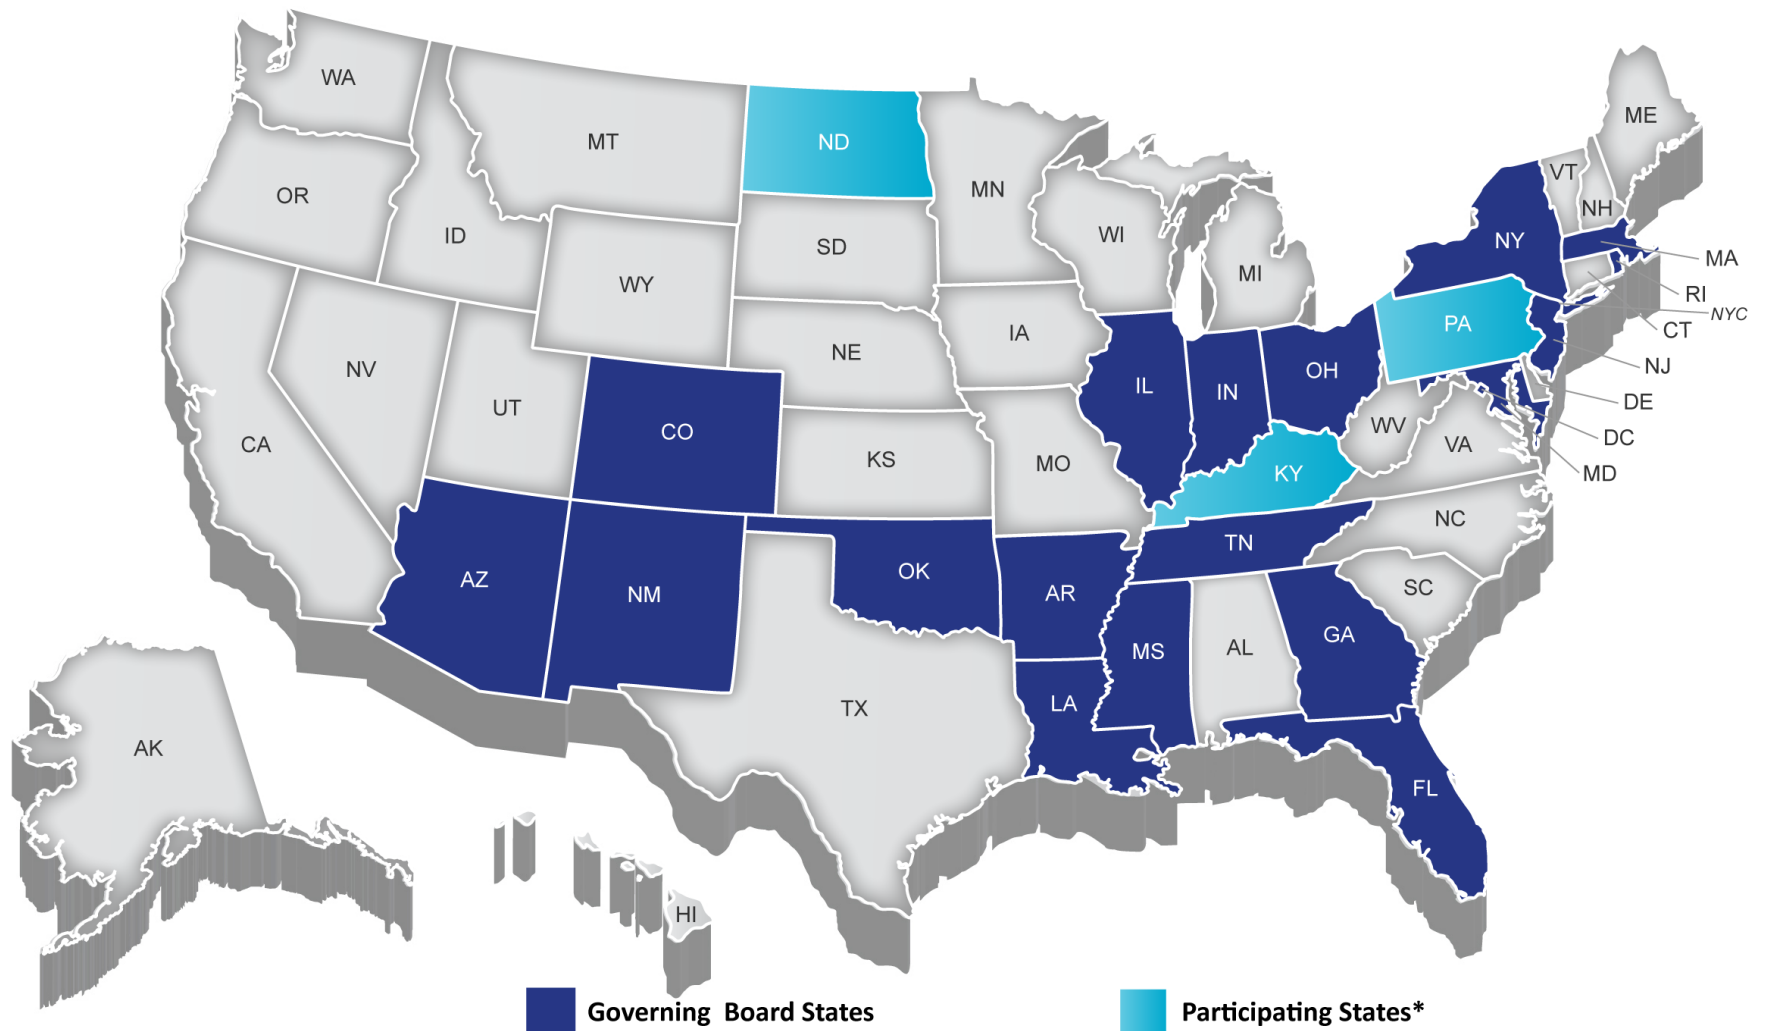 WA
ME
MT
ND
VT
MN
OR
NH
ID
SD
WI
NY
MA
MI
WY
RI
NYC
PA
CT
IA
NE
NV
NJ
OH
IL
IN
UT
DE
CO
WV
DC
CA
VA
KS
MO
KY
MD
NC
TN
OK
AZ
SC
NM
AR
GA
MS
AL
LA
TX
AK
FL
HI
Governing Board States
Participating States*